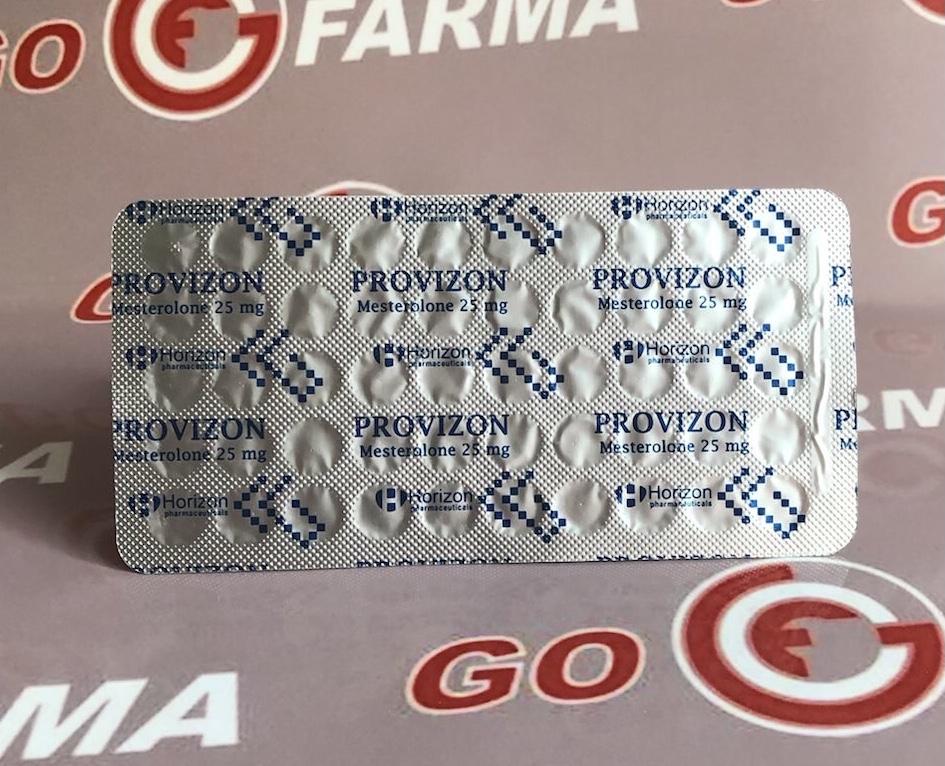 GO FARMA
Horizon Horizon Horizon
pharmaceuticals pharmaceuticals pharmaceuticals
PROVIZON PROVIZON PROVIZON
Mesterolone 25 mg Mesterolone 25 mg Mesterolone 25 mg
Horizon Horizon Horizon
pharmaceuticals pharmaceuticals pharmaceuticals
PROVIZON PROVIZON PROVIZON
Mesterolone 25 mg Mesterolone 25 mg Mesterolone 25 mg
Horizon Horizon Horizon
pharmaceuticals pharmaceuticals pharmaceuticals
GO
MA